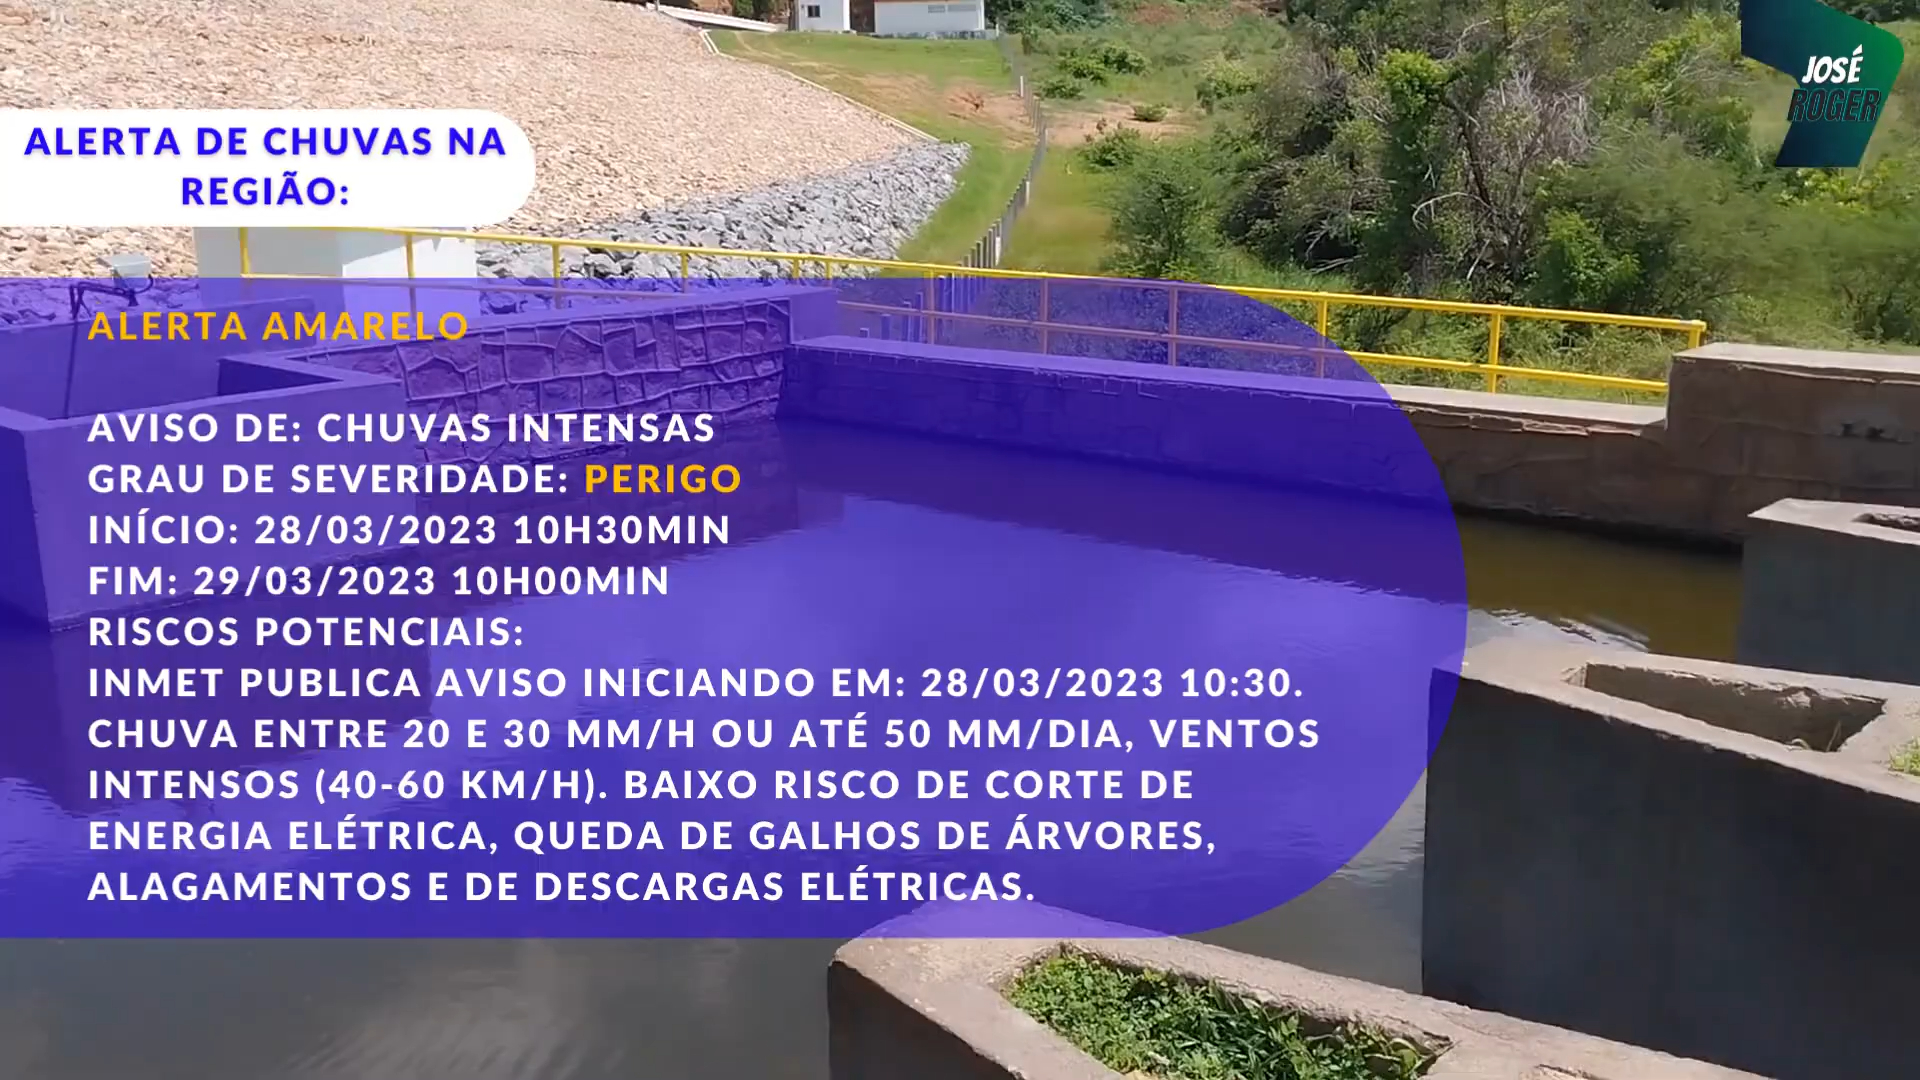 JOSÉ
ROGER
ALERTA DE CHUVAS NA
REGIÃO:
ALERTA AMARELO
AVISO DE: CHUVAS INTENSAS
GRAU DE SEVERIDADE: PERIGO
INÍCIO: 28/03/2023 10H30MIN
FIM: 29/03/2023 10H00MIN
RISCOS POTENCIAIS:
INMET PUBLICA AVISO INICIANDO EM: 28/03/2023 10:30.
CHUVA ENTRE 20 E 30 MM/H OU ATÉ 50 MM/DIA, VENTOS
INTENSOS (40-60 KM/H). BAIXO RISCO DE CORTE DE
ENERGIA ELÉTRICA, QUEDA DE GALHOS DE ÁRVORES,
ALAGAMENTOS E DE DESCARGAS ELÉTRICAS.